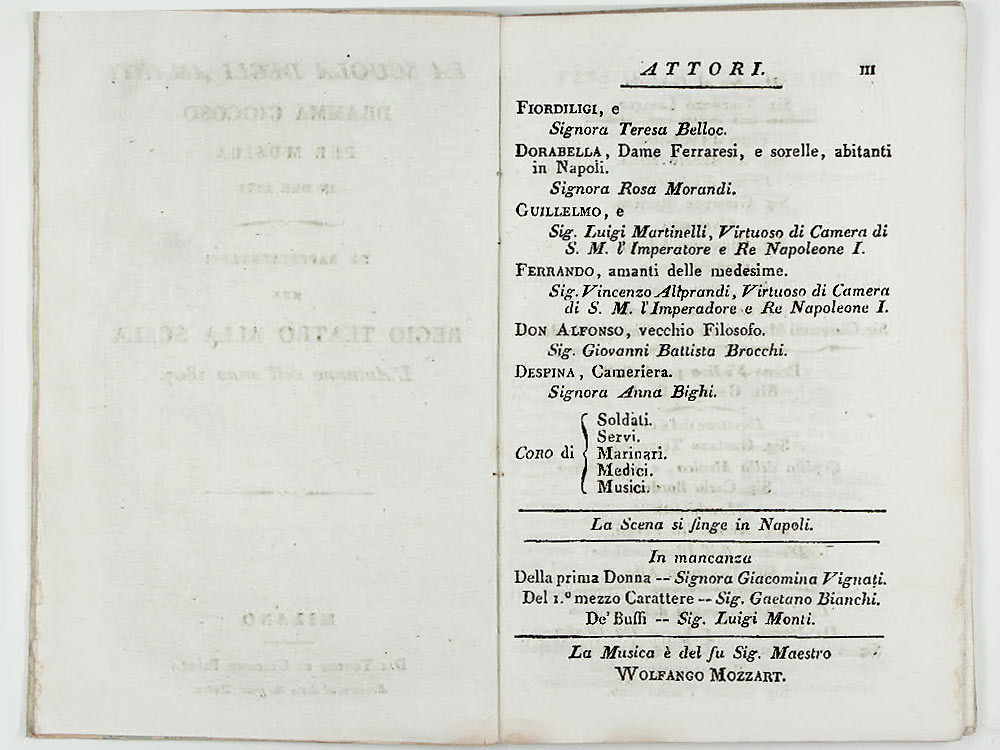 ATTORI. III
FIORDILIGI, e
Signora Teresa Belloc.
DORABELLA, Dame Ferraresi, e sorelle, abitanti
in Napoli.
Signora Rosa Morandi.
GUILLELMO, e
Sig. Luigi Martinelli, Virtuoso di Camera di
S. M. l'Imperatore e Re Napoleone I.
FERRANDO, amanti delle medesime.
Sig. Vincenzo Aliprandi, Virtuoso di Camera
di S. M. l'Imperadore e Re Napoleone I.
DON ALFONSO, vecchio Filosofo.
Sig. Giovanni Battista Brocchi.
DESPINA, Cameriera.
Signora Anna Bighi.
CORO di
Soldati.
Servi.
Marinari.
Medici.
Musici.
La Scena si finge in Napoli.
In mancanza
Della prima Donna -- Signora Giacomina Vignati.
Del 1.º mezzo Carattere -- Sig. Gaetano Bianchi.
De' Buffi -- Sig. Luigi Monti.
La Musica è del fu Sig. Maestro
WOLFANGO MOZZART.